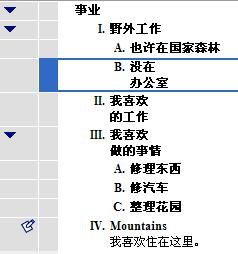 事业
I. 野外工作
A. 也许在国家森林
B. 没在
办公室
II. 我喜欢
的工作
III. 我喜欢
做的事情
A. 修理东西
B. 修汽车
C. 整理花园
IV. Mountains
我喜欢住在这里。